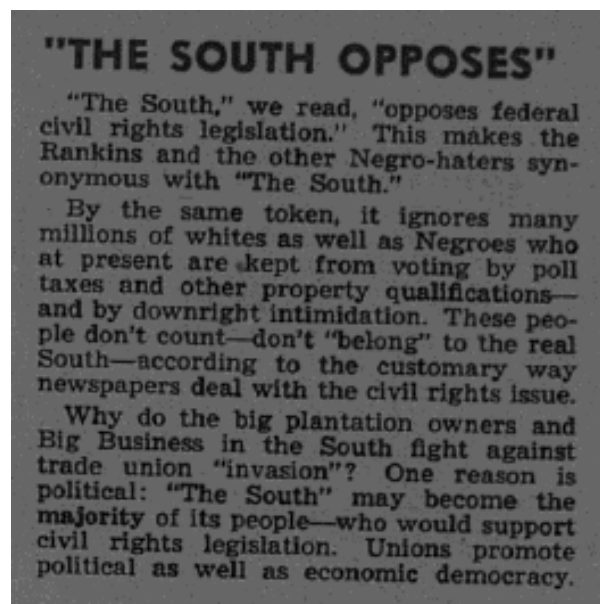 "THE SOUTH OPPOSES"
"The South," we read, "opposes federal
civil rights legislation." This makes the
Rankins and the other Negro-haters syn-
onymous with "The South."
By the same token, it ignores many
millions of whites as well as Negroes who
at present are kept from voting by poll
taxes and other property qualifications—
and by downright intimidation. These peo-
ple don't count—don't "belong" to the real
South—according to the customary way
newspapers deal with the civil rights issue.
Why do the big plantation owners and
Big Business in the South fight against
trade union "invasion"? One reason is
political: "The South" may become the
majority of its people—who would support
civil rights legislation. Unions promote
political as well as economic democracy.